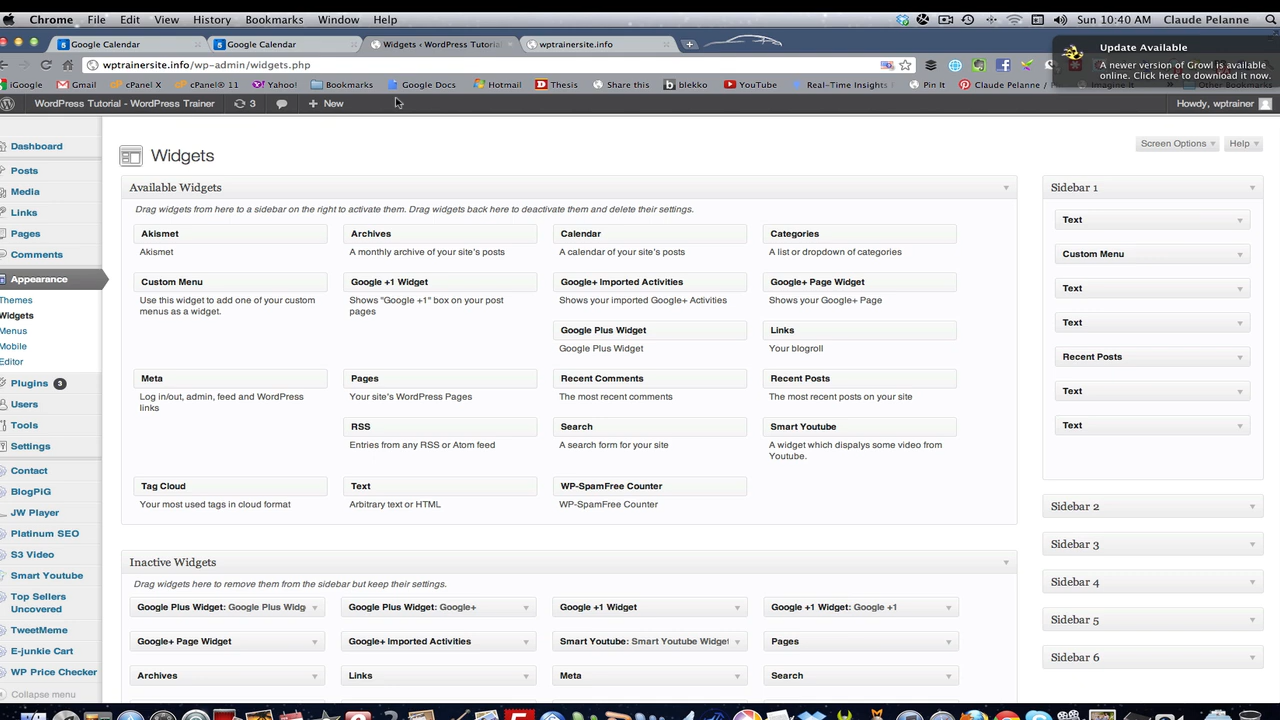 Chrome File Edit View History Bookmarks Window Help Sun 10:40 AM Claude Pelanne
Google Calendar Google Calendar Widgets ‹ WordPress Tutorial wptrainersite.info
wptrainersite.info/wp-admin/widgets.php
Update Available
A newer version of Growl is available
online. Click here to download it now.
iGoogle Gmail cPanel X cPanel® 11 Yahoo! Bookmarks Google Docs Hotmail Thesis Share this blekko YouTube Real-Time Insights Pin It Claude Pelanne / Imagine it Other Bookmarks
WordPress Tutorial - WordPress Trainer 3 + New Howdy, wptrainer
Screen Options Help
Dashboard
Posts
Media
Links
Pages
Comments
Appearance
Themes
Widgets
Menus
Mobile
Editor
Plugins 3
Users
Tools
Settings
Contact
BlogPiG
JW Player
Platinum SEO
S3 Video
Smart Youtube
Top Sellers
Uncovered
TweetMeme
E-junkie Cart
WP Price Checker
Collapse menu
Widgets
Available Widgets
Drag widgets from here to a sidebar on the right to activate them. Drag widgets back here to deactivate them and delete their settings.
Akismet Archives Calendar Categories
Akismet A monthly archive of your site's posts A calendar of your site's posts A list or dropdown of categories
Custom Menu Google +1 Widget Google+ Imported Activities Google+ Page Widget
Use this widget to add one of your custom Shows "Google +1" box on your post Shows your imported Google+ Activities Shows your Google+ Page
menus as a widget. pages
Google Plus Widget Links
Google Plus Widget Your blogroll
Meta Pages Recent Comments Recent Posts
Log in/out, admin, feed and WordPress Your site's WordPress Pages The most recent comments The most recent posts on your site
links
RSS Search Smart Youtube
Entries from any RSS or Atom feed A search form for your site A widget which dispalys some video from
Youtube.
Tag Cloud Text WP-SpamFree Counter
Your most used tags in cloud format Arbitrary text or HTML WP-SpamFree Counter
Inactive Widgets
Drag widgets here to remove them from the sidebar but keep their settings.
Google Plus Widget: Google Plus Widg Google Plus Widget: Google+ Google +1 Widget Google +1 Widget: Google +1
Google+ Page Widget Google+ Imported Activities Smart Youtube: Smart Youtube Widget Pages
Archives Links Meta Search
Sidebar 1
Text
Custom Menu
Text
Text
Recent Posts
Text
Text
Sidebar 2
Sidebar 3
Sidebar 4
Sidebar 5
Sidebar 6